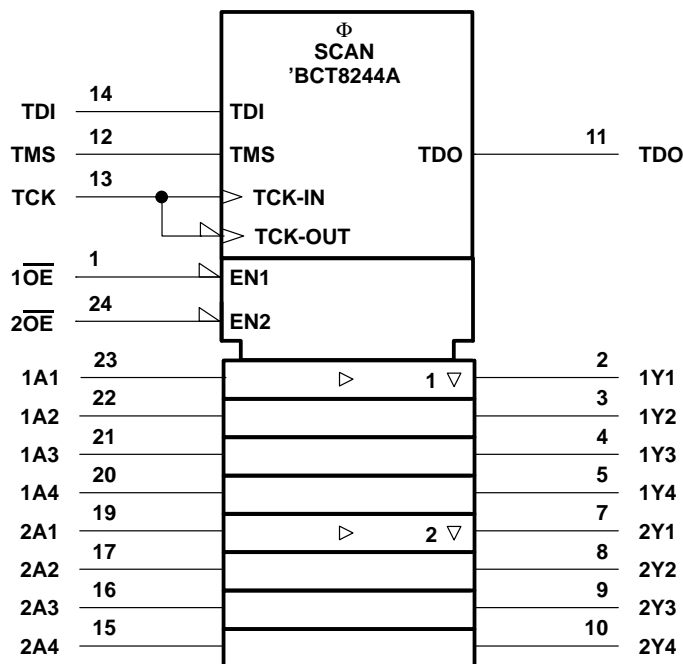 Φ
SCAN
’BCT8244A
TDI 14 TDI
TMS 12 TMS TDO 11 TDO
TCK 13 TCK-IN
TCK-OUT
1OE 1 EN1
2OE 24 EN2
1A1 23 1 2 1Y1
1A2 22 3 1Y2
1A3 21 4 1Y3
1A4 20 5 1Y4
2A1 19 2 7 2Y1
2A2 17 8 2Y2
2A3 16 9 2Y3
2A4 15 10 2Y4